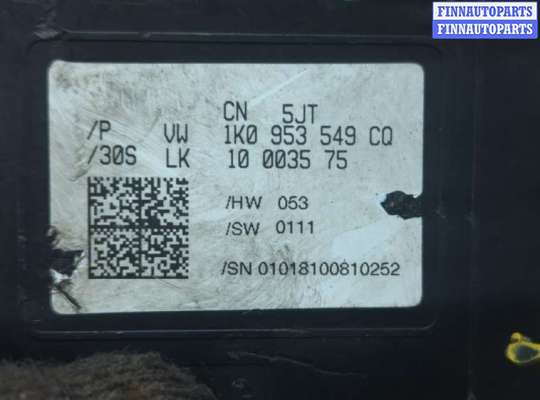 FINNAUTOPARTS
FINNAUTOPARTS
CN 5JT
/P VW 1K0 953 549 CQ
/30S LK 10 0035 75
/HW 053
/SW 0111
/SN 01018100810252